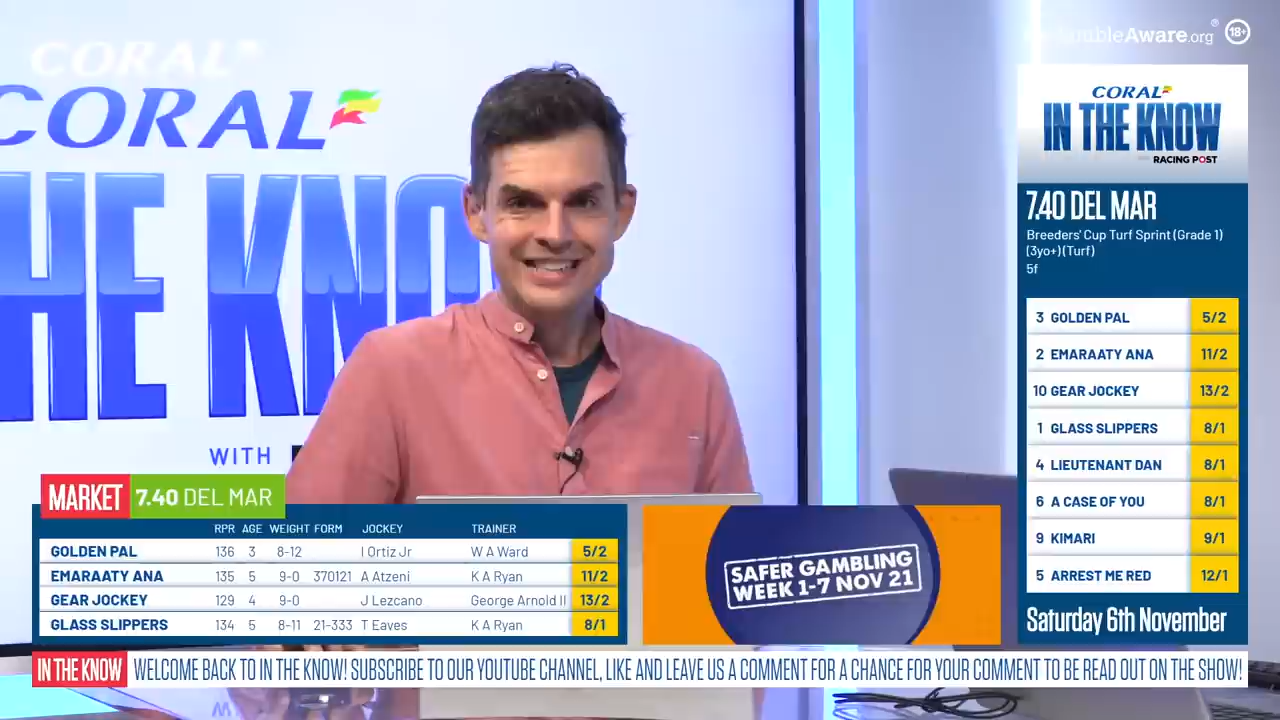 CORAL
BeGambleAware.org® 18+
CORAL
THE KNOW
WITH
CORAL
IN THE KNOW
WITH RACING POST
7.40 DEL MAR
Breeders' Cup Turf Sprint (Grade 1)
(3yo+) (Turf)
5f
3 GOLDEN PAL 5/2
2 EMARAATY ANA 11/2
10 GEAR JOCKEY 13/2
1 GLASS SLIPPERS 8/1
4 LIEUTENANT DAN 8/1
6 A CASE OF YOU 8/1
9 KIMARI 9/1
5 ARREST ME RED 12/1
Saturday 6th November
MARKET 7.40 DEL MAR
RPR AGE WEIGHT FORM JOCKEY TRAINER
GOLDEN PAL 136 3 8-12 I Ortiz Jr W A Ward 5/2
EMARAATY ANA 135 5 9-0 370121 A Atzeni K A Ryan 11/2
GEAR JOCKEY 129 4 9-0 J Lezcano George Arnold II 13/2
GLASS SLIPPERS 134 5 8-11 21-333 T Eaves K A Ryan 8/1
SAFER GAMBLING
WEEK 1-7 NOV 21
IN THE KNOW WELCOME BACK TO IN THE KNOW! SUBSCRIBE TO OUR YOUTUBE CHANNEL, LIKE AND LEAVE US A COMMENT FOR A CHANCE FOR YOUR COMMENT TO BE READ OUT ON THE SHOW!